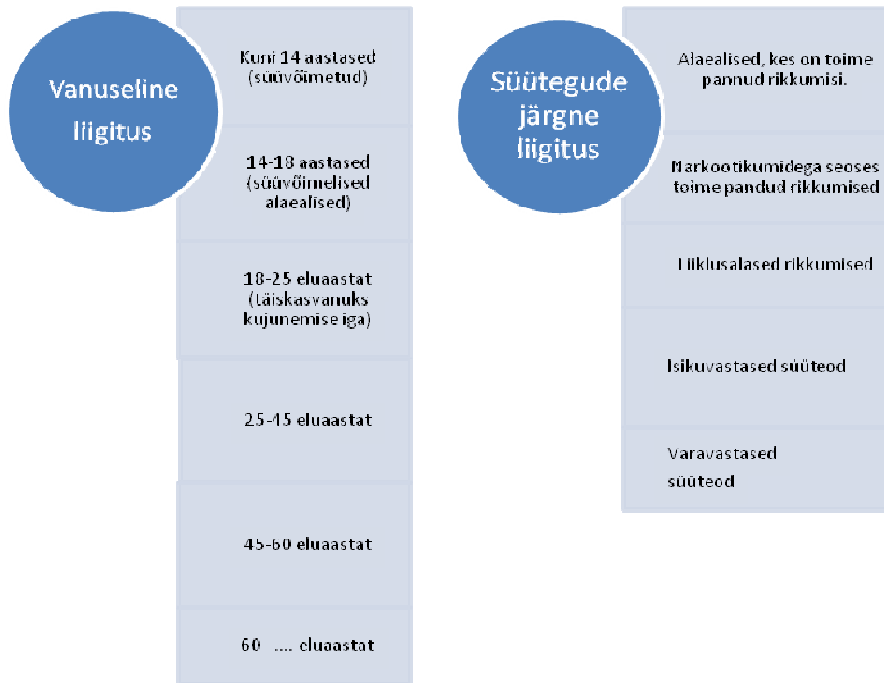 Vanuseline
liigitus
Kuni 14 aastased
(süüvõimetud)
14-18 aastased
(süüvõimelised
alaealised)
18-25 eluaastat
(täiskasvanuks
kujunemise iga)
25-45 eluaastat
45-60 eluaastat
60 .... eluaastat
Süütegude
järgne
liigitus
Alaealised, kes on toime
pannud rikkumisi.
Narkootikumidega seoses
toime pandud rikkumised
Liiklusalased rikkumised
Isikuvastased süüteod
Varavastased
süüteod